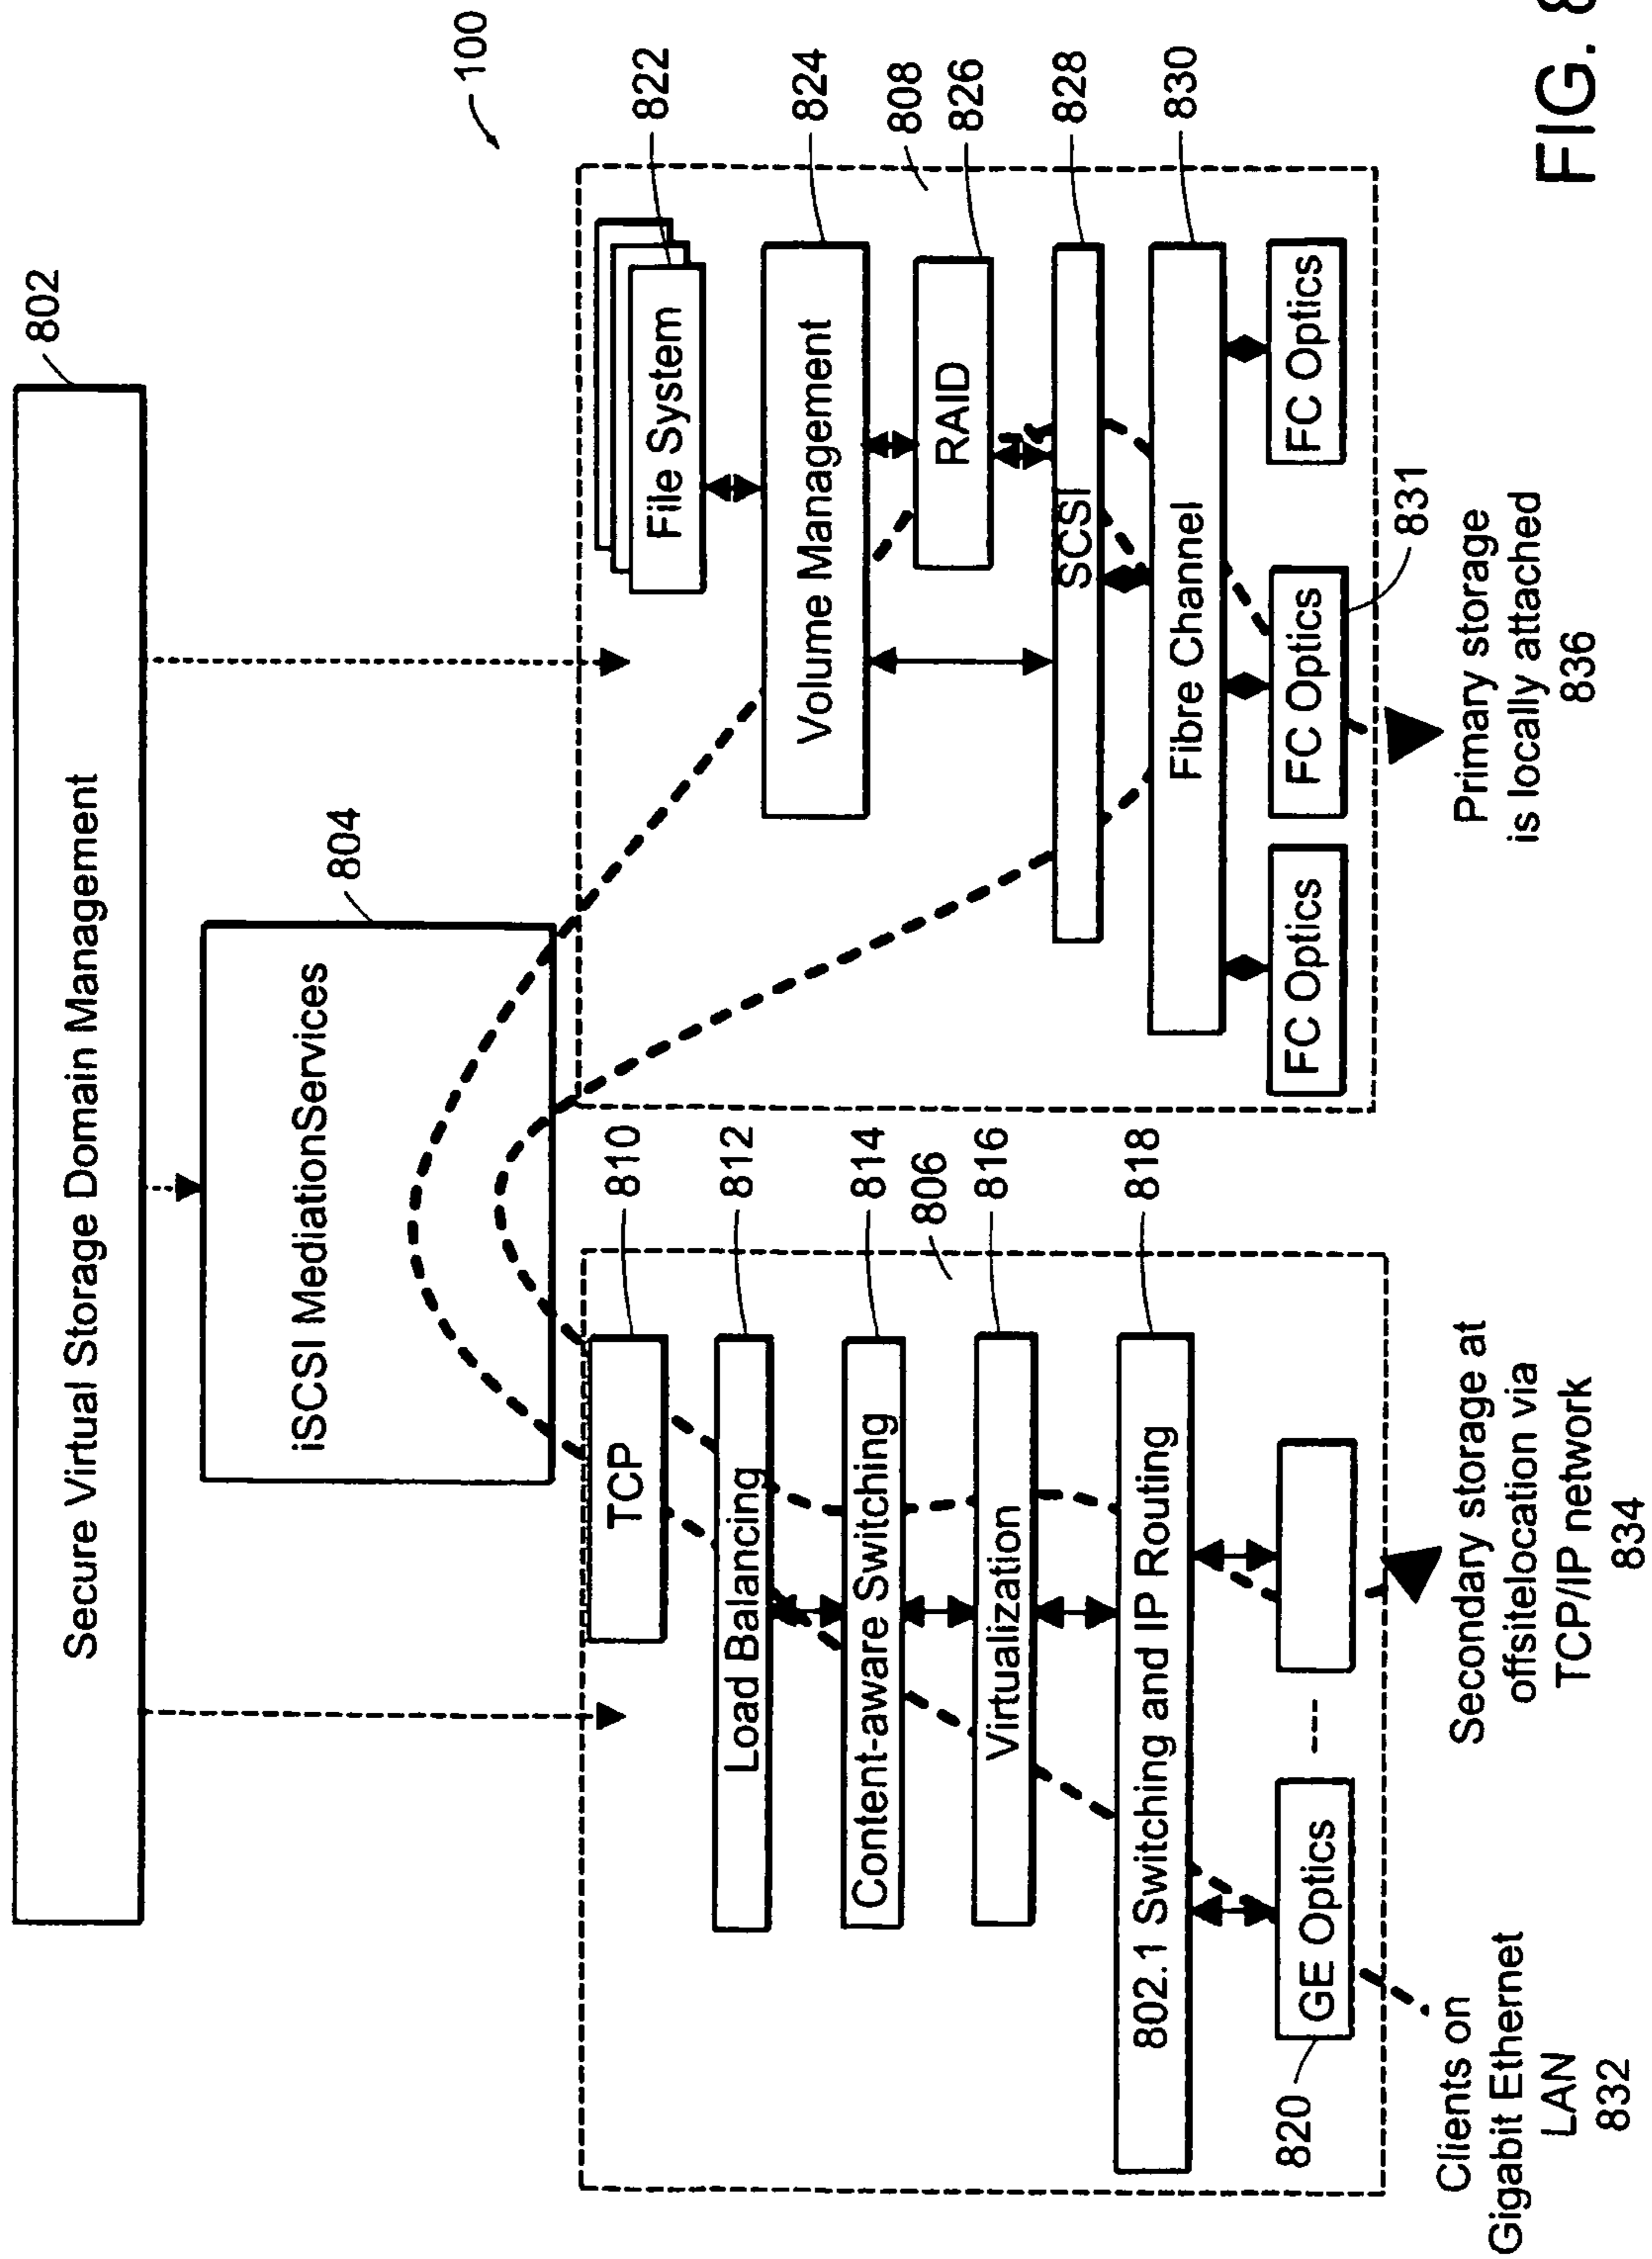 802
Secure Virtual Storage Domain Management
100
804
iSCSI MediationServices
822
File System
824
Volume Management
808
826
RAID
828
SCSI
830
Fibre Channel
FC Optics
FC Optics
FC Optics
831
Primary storage
is locally attached
836
810
TCP
812
Load Balancing
814
Content-aware Switching
806
816
Virtualization
818
802.1 Switching and IP Routing
GE Optics
820
Clients on
Gigabit Ethernet
LAN
832
Secondary storage at
offsitelocation via
TCP/IP network
834
FIG. 8